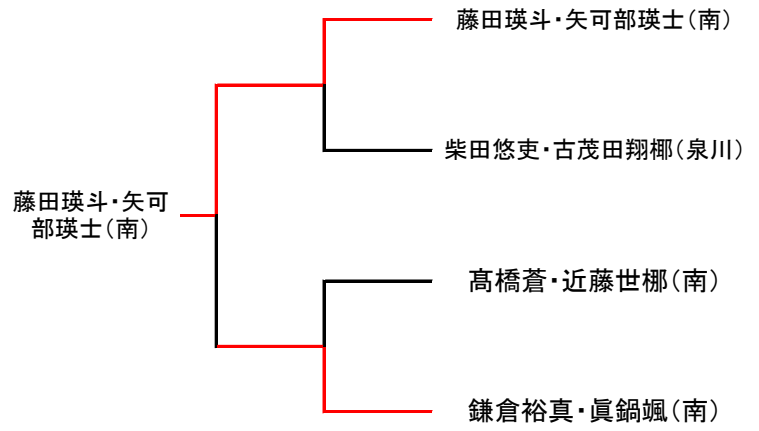 藤田瑛斗・矢可部瑛士(南)
柴田悠吏・古茂田翔梛(泉川)
藤田瑛斗・矢可
部瑛士(南)
髙橋蒼・近藤世梛(南)
鎌倉裕真・眞鍋颯(南)